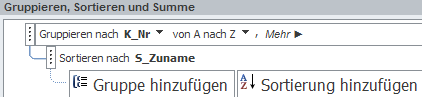 Gruppieren, Sortieren und Summe
Gruppieren nach K_Nr von A nach Z , Mehr
Sortieren nach S_Zuname
Gruppe hinzufügen A Z Sortierung hinzufügen